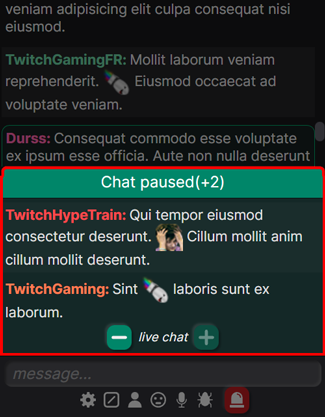 veniam adipisicing elit culpa consequat nisi
eiusmod.
TwitchGamingFR: Mollit laborum veniam
reprehenderit. Eiusmod occaecat ad
voluptate veniam.
Durss: Consequat commodo esse voluptate
ex ipsum esse officia. Aute non nulla deserunt
Chat paused(+2)
TwitchHypeTrain: Qui tempor eiusmod
consectetur deserunt. Cillum mollit anim
cillum mollit deserunt.
TwitchGaming: Sint laboris sunt ex
laborum.
live chat
message...